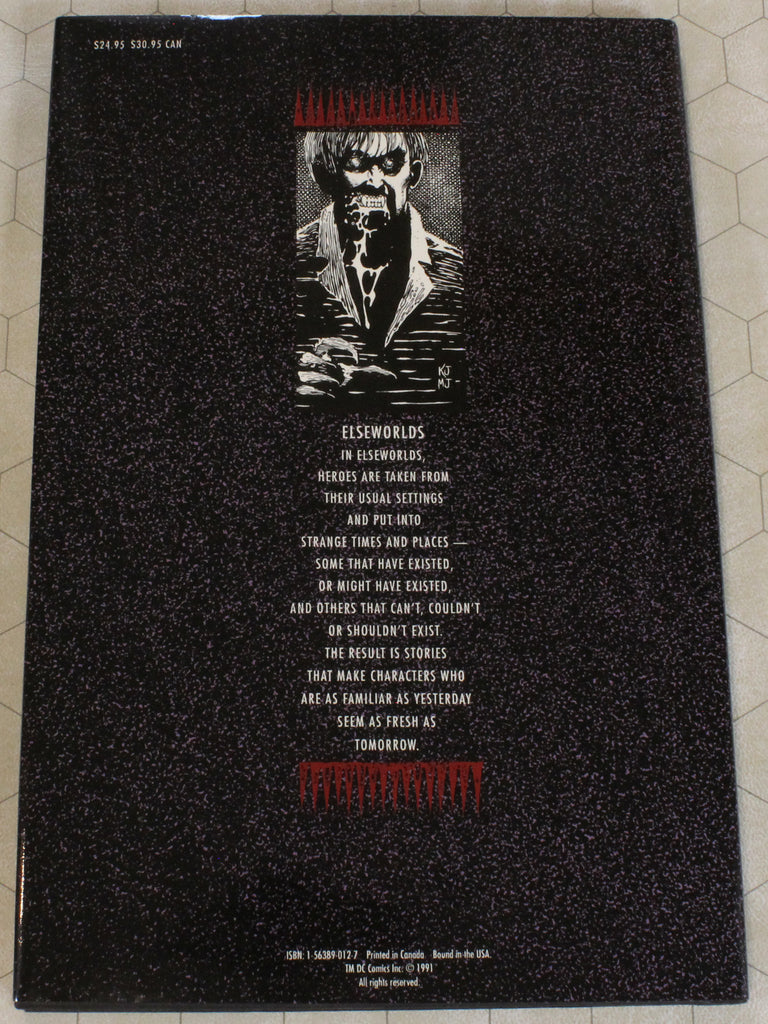 $24.95 $30.95 CAN
KJ
MJ
ELSEWORLDS
IN ELSEWORLDS,
HEROES ARE TAKEN FROM
THEIR USUAL SETTINGS
AND PUT INTO
STRANGE TIMES AND PLACES —
SOME THAT HAVE EXISTED,
OR MIGHT HAVE EXISTED,
AND OTHERS THAT CAN'T, COULDN'T
OR SHOULDN'T EXIST.
THE RESULT IS STORIES
THAT MAKE CHARACTERS WHO
ARE AS FAMILIAR AS YESTERDAY
SEEM AS FRESH AS
TOMORROW.
ISBN: 1-56389-012-7 Printed in Canada Bound in the USA.
TM DC Comics Inc. © 1991
All rights reserved.